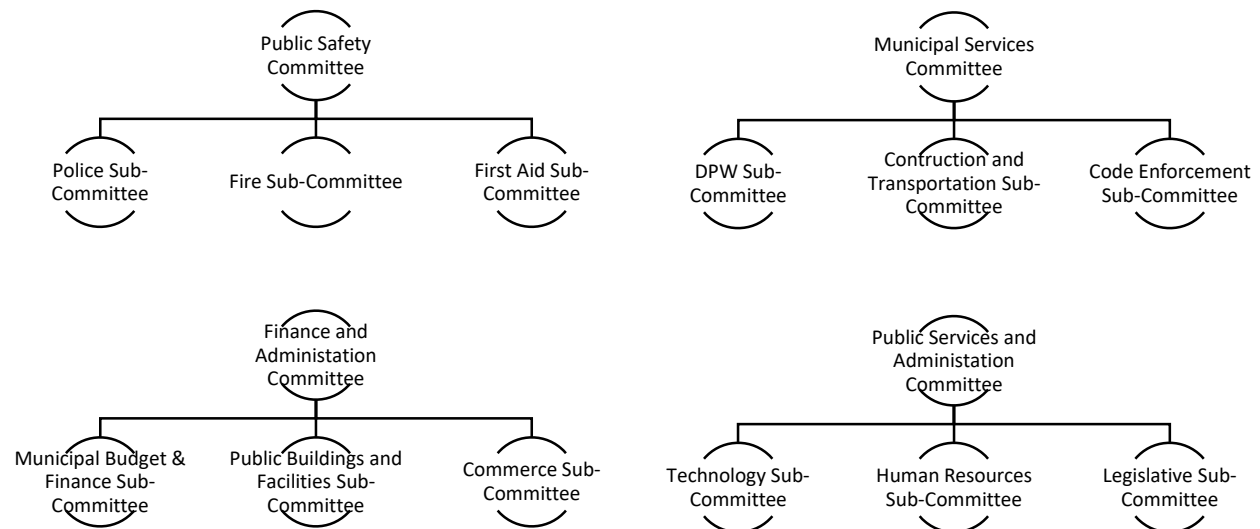 Public Safety
Committee
Police Sub-
Committee
Fire Sub-Committee
First Aid Sub-
Committee
Municipal Services
Committee
DPW Sub-
Committee
Contruction and
Transportation Sub-
Committee
Code Enforcement
Sub-Committee
Finance and
Administation
Committee
Municipal Budget &
Finance Sub-
Committee
Public Buildings and
Facilities Sub-
Committee
Commerce Sub-
Committee
Public Services and
Administation
Committee
Technology Sub-
Committee
Human Resources
Sub-Committee
Legislative Sub-
Committee